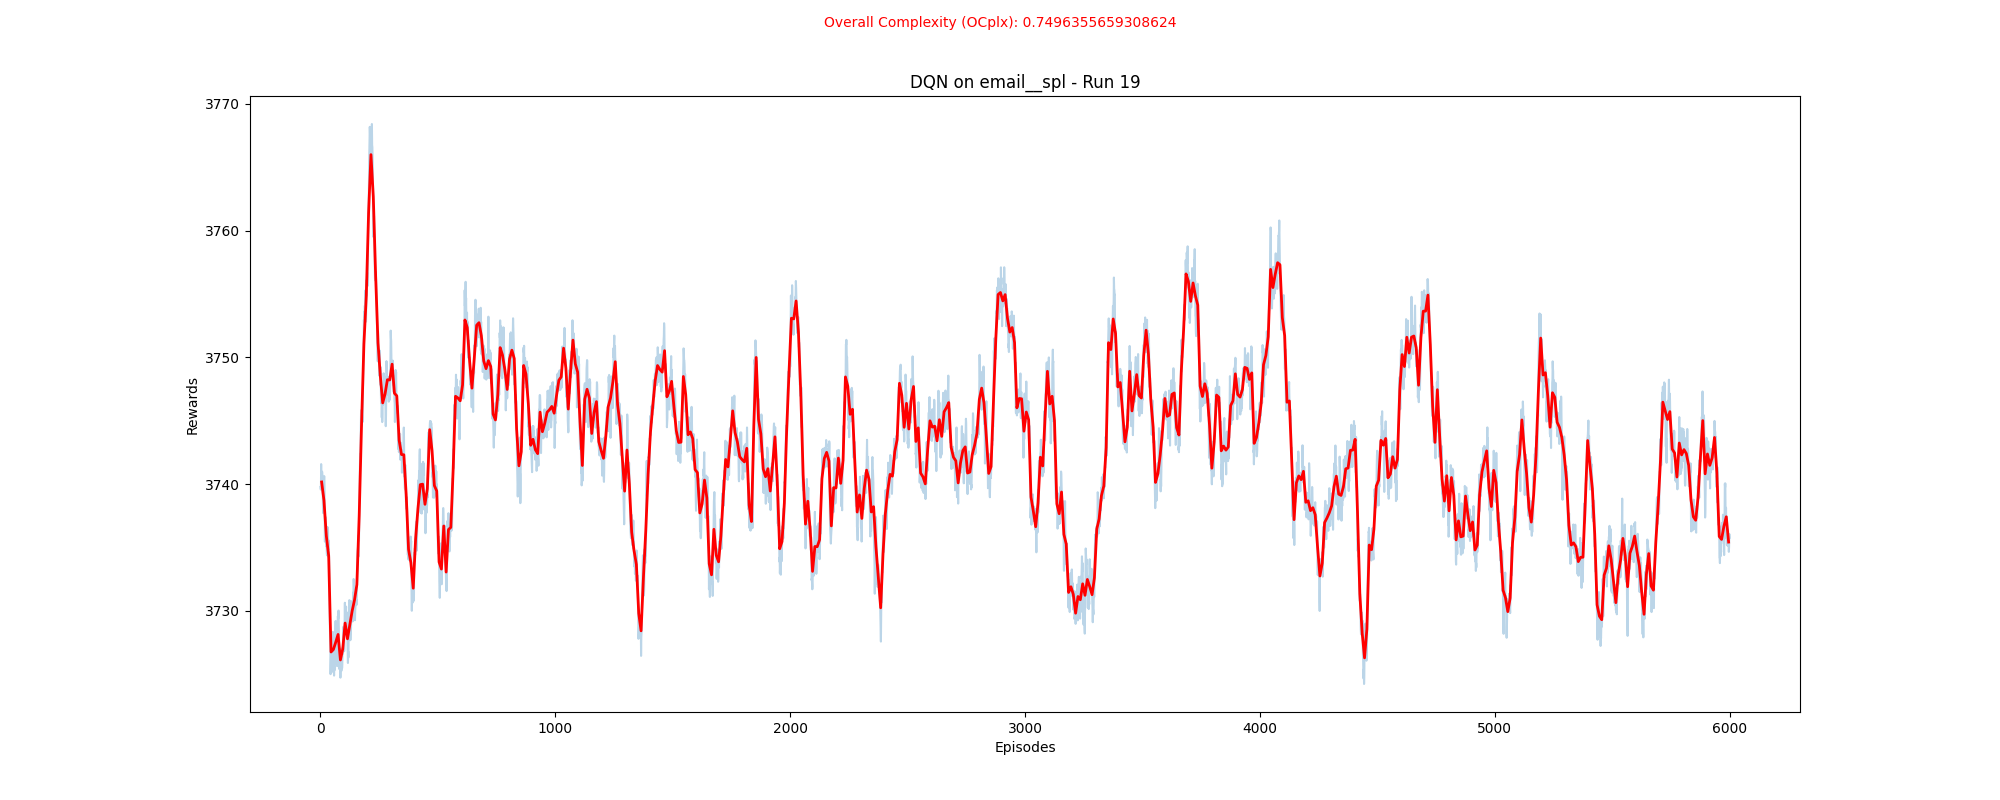 Overall Complexity (OCplx): 0.7496355659308624
DQN on email__spl - Run 19
3770
3760
3750
3740
3730
Rewards
0 1000 2000 3000 4000 5000 6000
Episodes